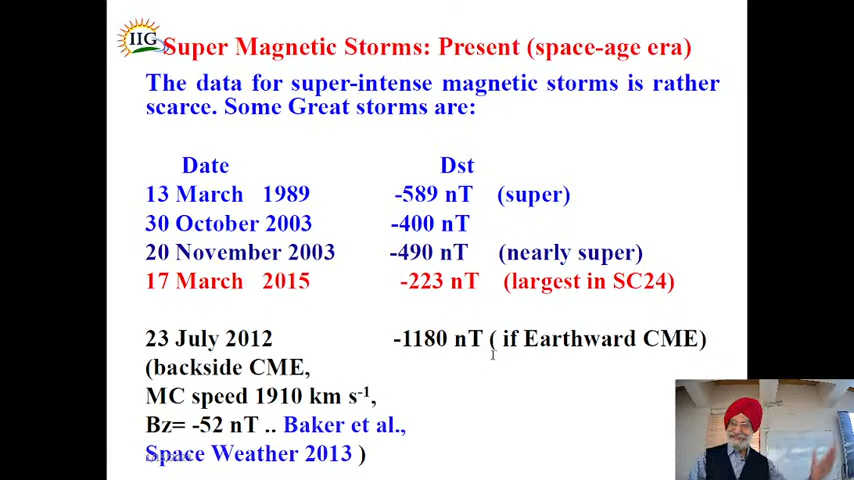 IIG
Super Magnetic Storms: Present (space-age era)
The data for super-intense magnetic storms is rather
scarce. Some Great storms are:
Date Dst
13 March 1989 -589 nT (super)
30 October 2003 -400 nT
20 November 2003 -490 nT (nearly super)
17 March 2015 -223 nT (largest in SC24)
23 July 2012 -1180 nT ( if Earthward CME)
(backside CME,
MC speed 1910 km s-1,
Bz= -52 nT .. Baker et al.,
Space Weather 2013 )